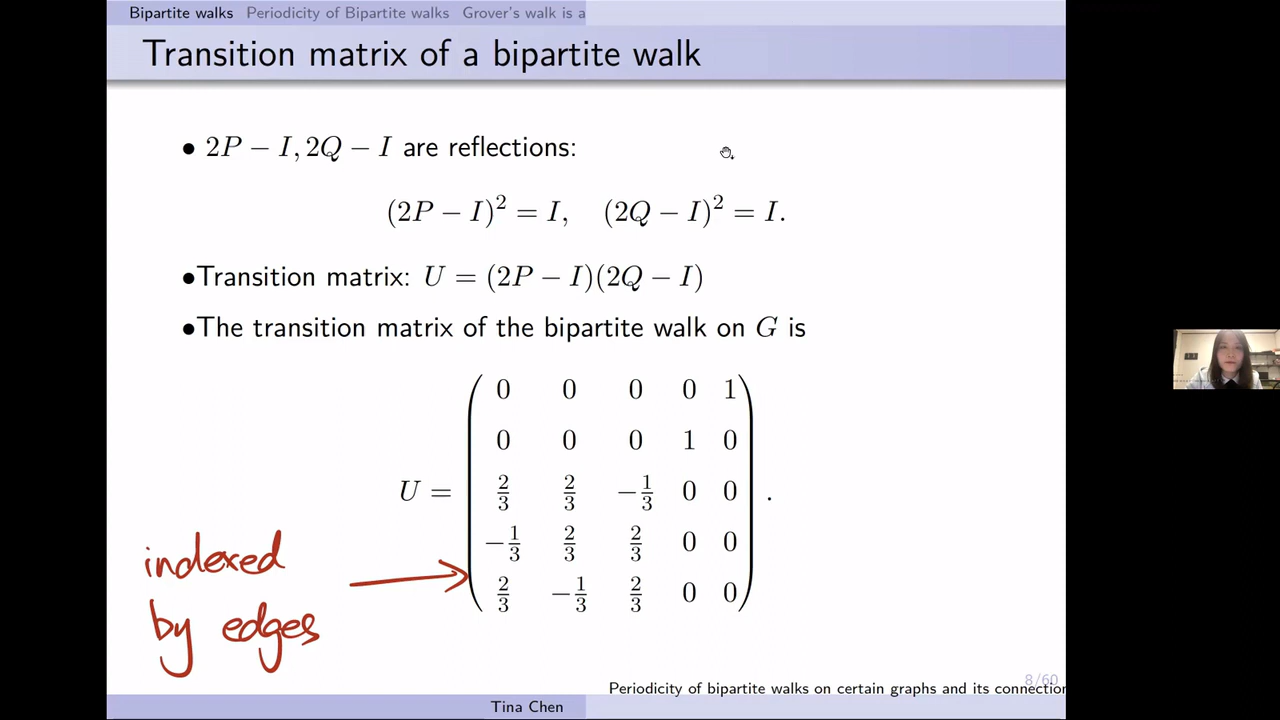 Bipartite walks Periodicity of Bipartite walks Grover's walk is a
Transition matrix of a bipartite walk
• 2P − I, 2Q − I are reflections:
(2P − I)² = I, (2Q − I)² = I.
•Transition matrix: U = (2P − I)(2Q − I)
•The transition matrix of the bipartite walk on G is
U = ( 0 0 0 0 1
0 0 0 1 0
2/3 2/3 −1/3 0 0
−1/3 2/3 2/3 0 0
2/3 −1/3 2/3 0 0 ) .
indexed
by edges
8/60
Periodicity of bipartite walks on certain graphs and its connection
Tina Chen